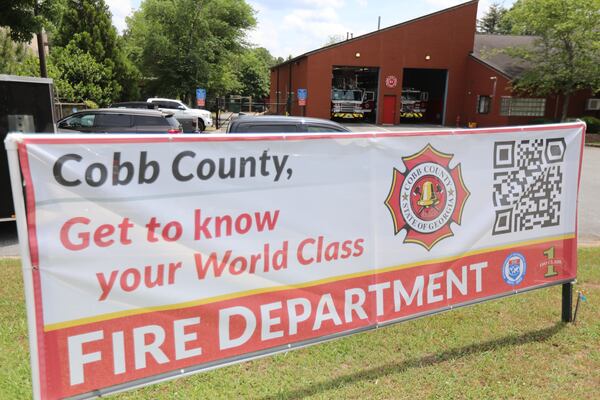 Cobb County,
Get to know
your World Class
FIRE DEPARTMENT
COBB COUNTY
STATE OF GEORGIA
1